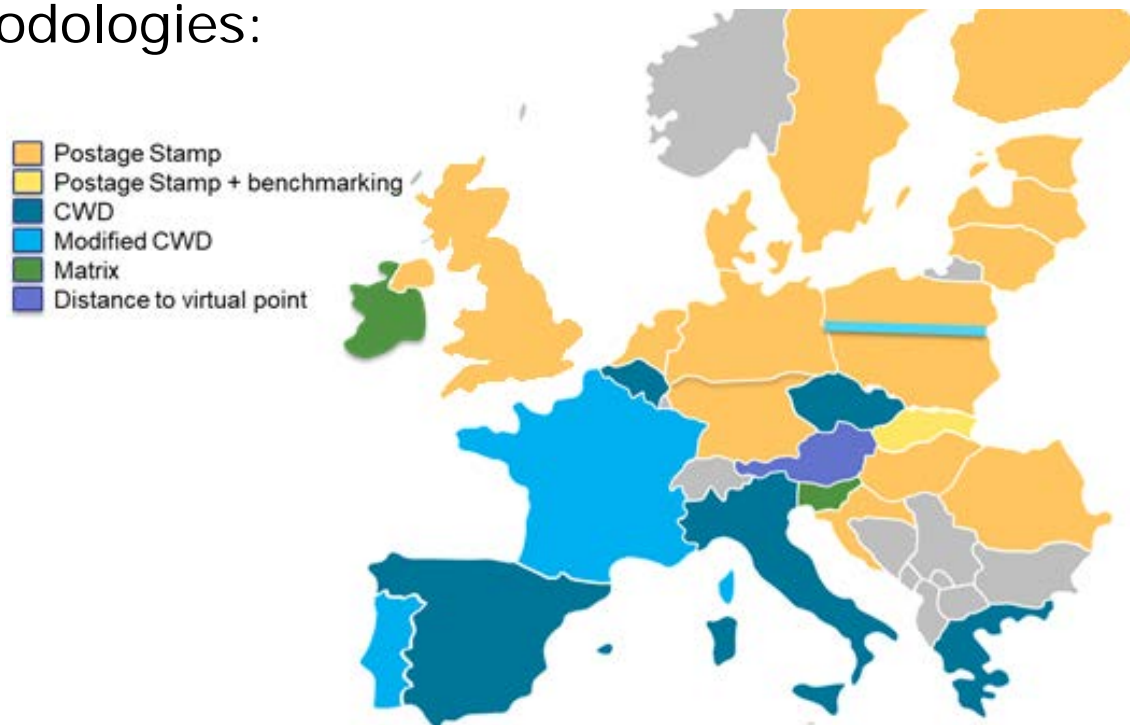 odologies:
Postage Stamp
Postage Stamp + benchmarking
CWD
Modified CWD
Matrix
Distance to virtual point